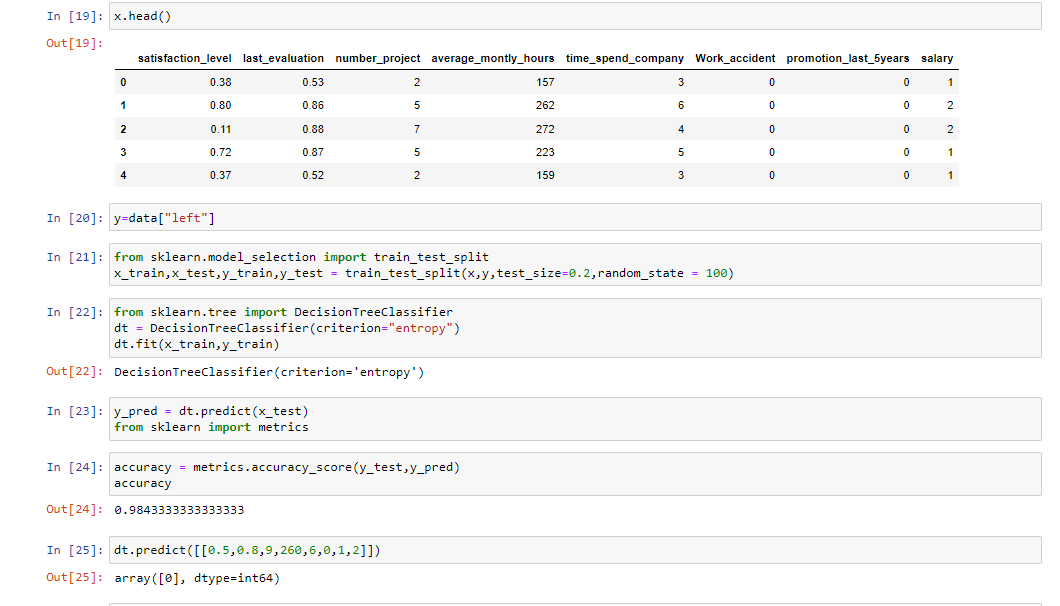 In [19]: x.head()
Out[19]:
satisfaction_level last_evaluation number_project average_montly_hours time_spend_company Work_accident promotion_last_5years salary
0 0.38 0.53 2 157 3 0 0 1
1 0.80 0.86 5 262 6 0 0 2
2 0.11 0.88 7 272 4 0 0 2
3 0.72 0.87 5 223 5 0 0 1
4 0.37 0.52 2 159 3 0 0 1
In [20]: y=data["left"]
In [21]: from sklearn.model_selection import train_test_split
x_train,x_test,y_train,y_test = train_test_split(x,y,test_size=0.2,random_state = 100)
In [22]: from sklearn.tree import DecisionTreeClassifier
dt = DecisionTreeClassifier(criterion="entropy")
dt.fit(x_train,y_train)
Out[22]: DecisionTreeClassifier(criterion='entropy')
In [23]: y_pred = dt.predict(x_test)
from sklearn import metrics
In [24]: accuracy = metrics.accuracy_score(y_test,y_pred)
accuracy
Out[24]: 0.9843333333333333
In [25]: dt.predict([[0.5,0.8,9,260,6,0,1,2]])
Out[25]: array([0], dtype=int64)